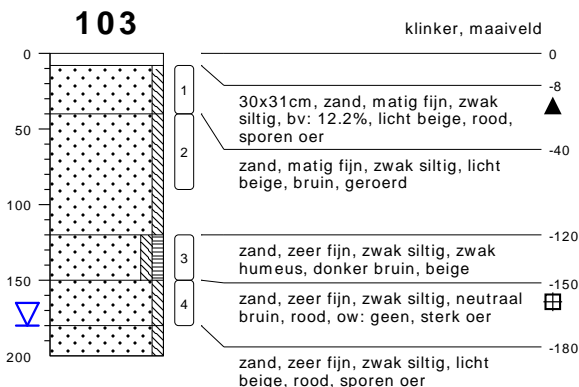 103
klinker, maaiveld
0
0
-8
1
30x31cm, zand, matig fijn, zwak
siltig, bv: 12.2%, licht beige, rood,
sporen oer
50
-40
2
zand, matig fijn, zwak siltig, licht
beige, bruin, geroerd
100
-120
3
zand, zeer fijn, zwak siltig, zwak
humeus, donker bruin, beige
150
-150
4
zand, zeer fijn, zwak siltig, neutraal
bruin, rood, ow: geen, sterk oer
-180
200
zand, zeer fijn, zwak siltig, licht
beige, rood, sporen oer